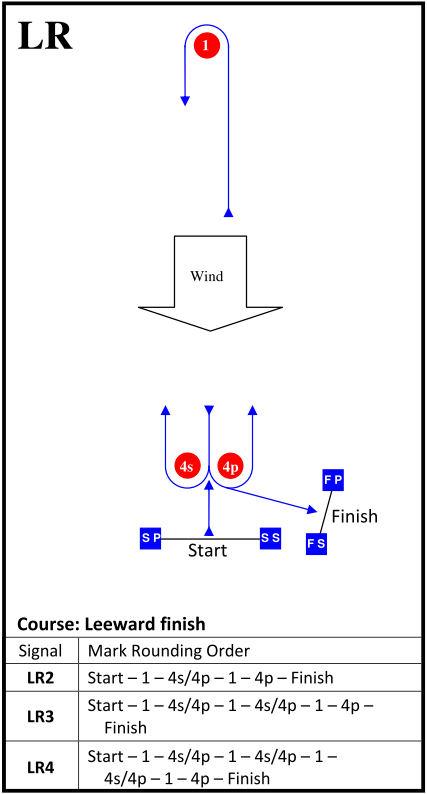 LR
1
Wind
4s 4p
F P
Finish
S P S S
Start
F S
Course: Leeward finish
Signal Mark Rounding Order
LR2 Start – 1 – 4s/4p – 1 – 4p – Finish
LR3 Start – 1 – 4s/4p – 1 – 4s/4p – 1 – 4p –
Finish
LR4 Start – 1 – 4s/4p – 1 – 4s/4p – 1 –
4s/4p – 1 – 4p – Finish